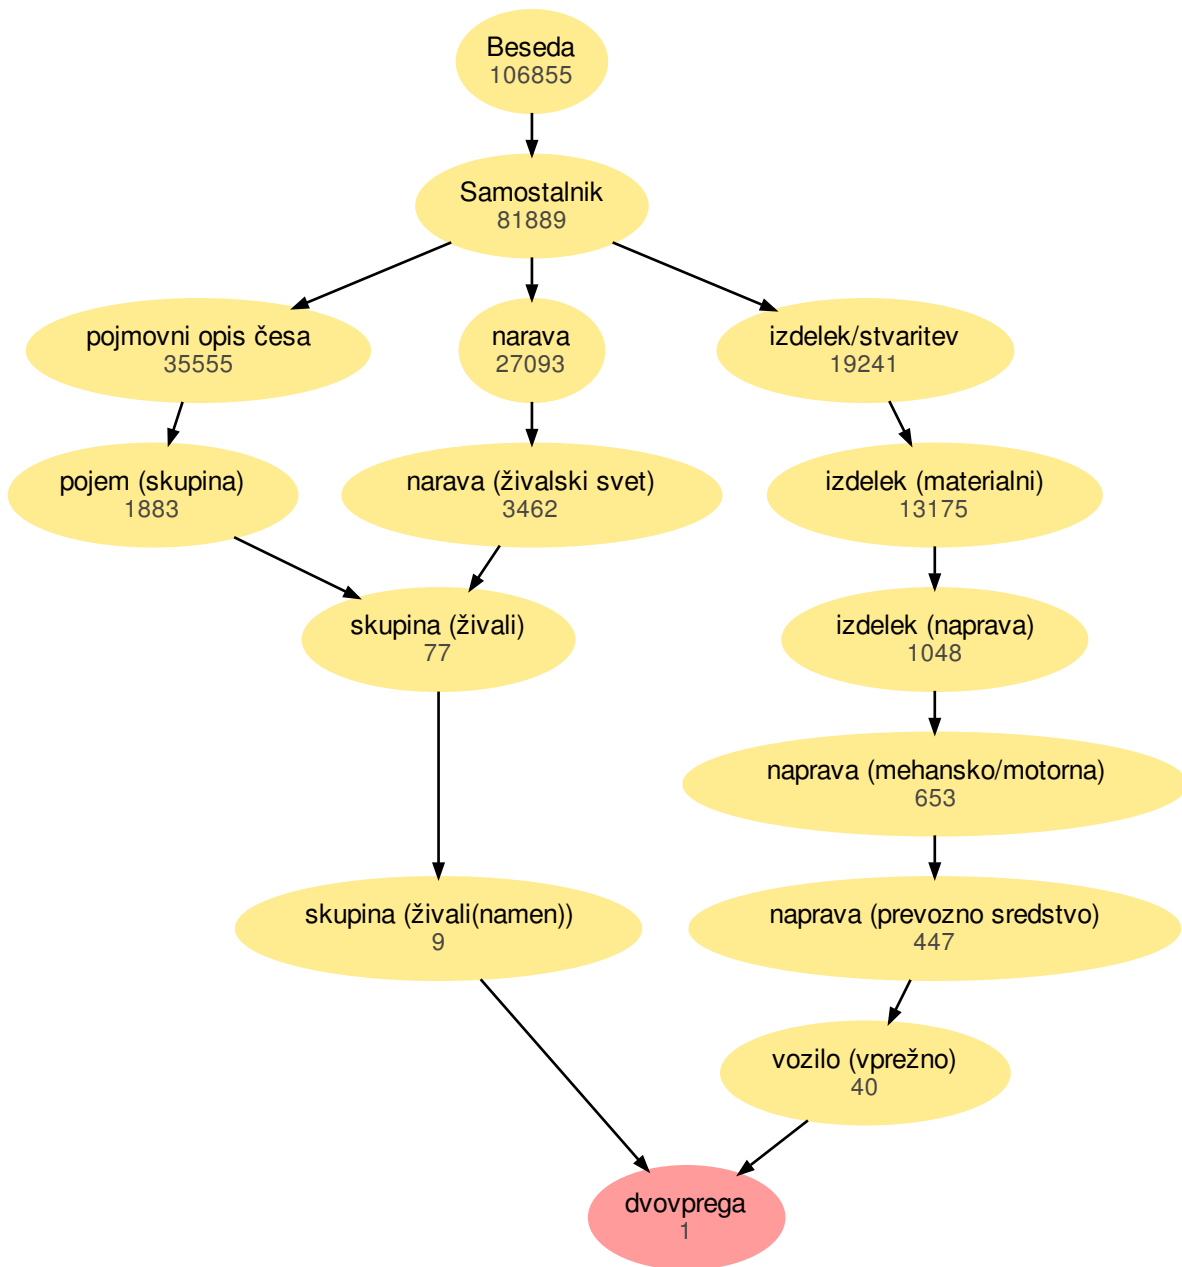 Beseda
106855
Samostalnik
81889
pojmovni opis česa
35555
narava
27093
izdelek/stvaritev
19241
pojem (skupina)
1883
narava (živalski svet)
3462
izdelek (materialni)
13175
skupina (živali)
77
izdelek (naprava)
1048
naprava (mehansko/motorna)
653
skupina (živali(namen))
9
naprava (prevozno sredstvo)
447
vozilo (vprežno)
40
dvovprega
1